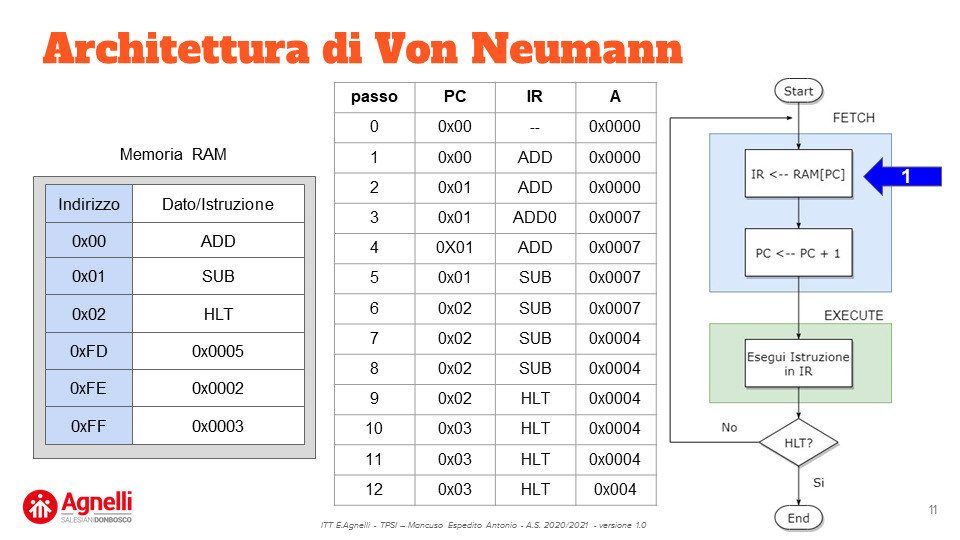 Architettura di Von Neumann
Memoria RAM
Indirizzo Dato/Istruzione
0x00 ADD
0x01 SUB
0x02 HLT
0xFD 0x0005
0xFE 0x0002
0xFF 0x0003
passo PC IR A
0 0x00 -- 0x0000
1 0x00 ADD 0x0000
2 0x01 ADD 0x0000
3 0x01 ADD0 0x0007
4 0X01 ADD 0x0007
5 0x01 SUB 0x0007
6 0x02 SUB 0x0007
7 0x02 SUB 0x0004
8 0x02 SUB 0x0004
9 0x02 HLT 0x0004
10 0x03 HLT 0x0004
11 0x03 HLT 0x0004
12 0x03 HLT 0x004
Start
FETCH
IR <-- RAM[PC]
1
PC <-- PC + 1
EXECUTE
Esegui Istruzione
in IR
No
HLT?
Si
End
Agnelli
SALESIANI DONBOSCO
ITT E.Agnelli - TPSI – Mancuso Espedito Antonio - A.S. 2020/2021 - versione 1.0
11